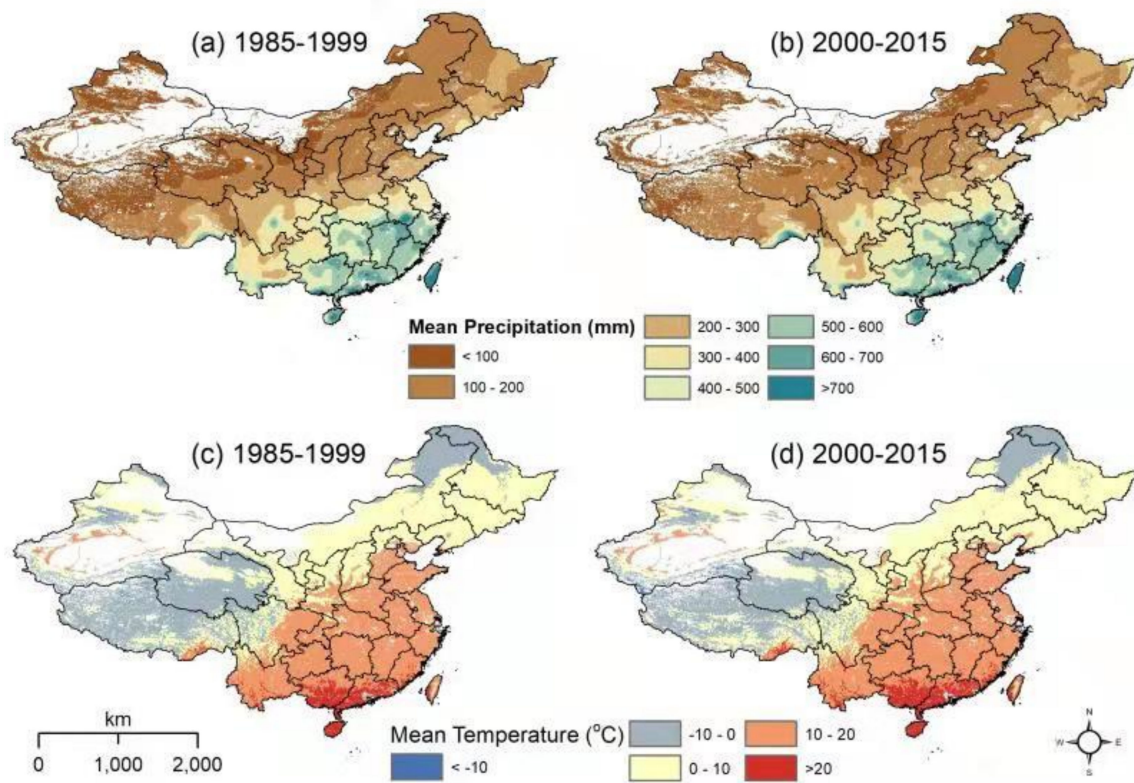 (a) 1985-1999
(b) 2000-2015
Mean Precipitation (mm)
< 100
100 - 200
200 - 300
300 - 400
400 - 500
500 - 600
600 - 700
>700
(c) 1985-1999
(d) 2000-2015
km
0 1,000 2,000
Mean Temperature (°C)
< -10
-10 - 0
0 - 10
10 - 20
>20
N
W E
S